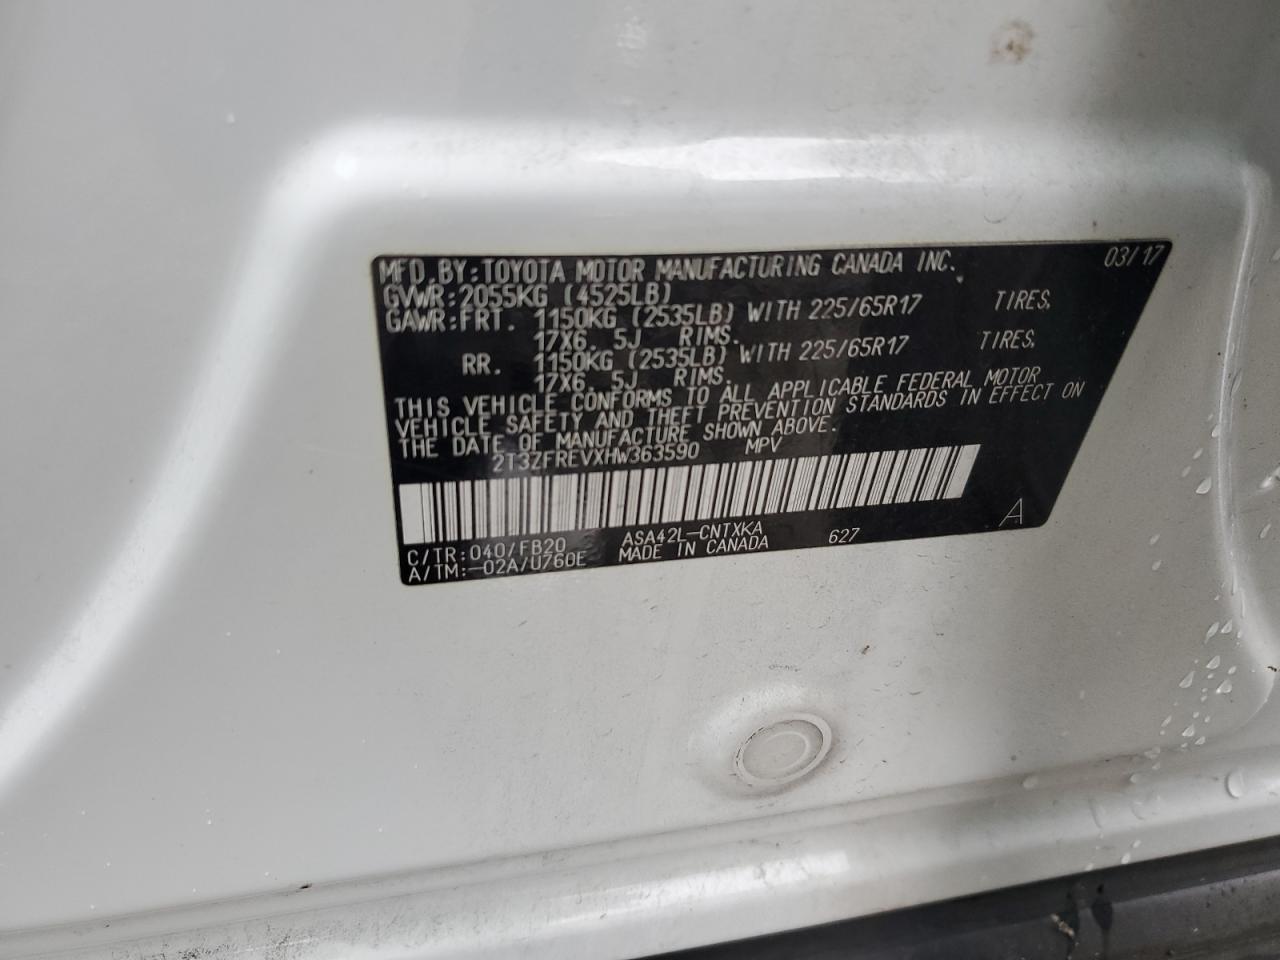 MFD. BY: TOYOTA MOTOR MANUFACTURING CANADA INC. 03/17
GVWR: 2055KG (4525LB)
GAWR: FRT. 1150KG (2535LB) WITH 225/65R17 TIRES,
17X6. 5J RIMS.
RR. 1150KG (2535LB) WITH 225/65R17 TIRES,
17X6. 5J RIMS.
THIS VEHICLE CONFORMS TO ALL APPLICABLE FEDERAL MOTOR
VEHICLE SAFETY AND THEFT PREVENTION STANDARDS IN EFFECT ON
THE DATE OF MANUFACTURE SHOWN ABOVE.
2T3ZFREVXHW363590 MPV
C/TR: 040/FB20 ASA42L-CNTXKA 627 A
A/TM:-02A/U760E MADE IN CANADA